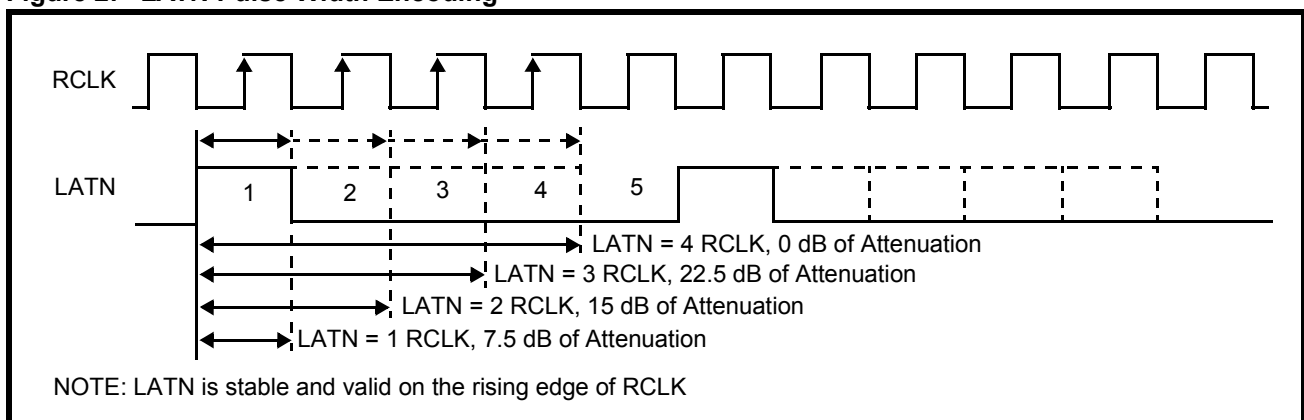 Figure 2. LATN Pulse Width Encoding
RCLK
LATN
1 2 3 4 5
LATN = 4 RCLK, 0 dB of Attenuation
LATN = 3 RCLK, 22.5 dB of Attenuation
LATN = 2 RCLK, 15 dB of Attenuation
LATN = 1 RCLK, 7.5 dB of Attenuation
NOTE: LATN is stable and valid on the rising edge of RCLK